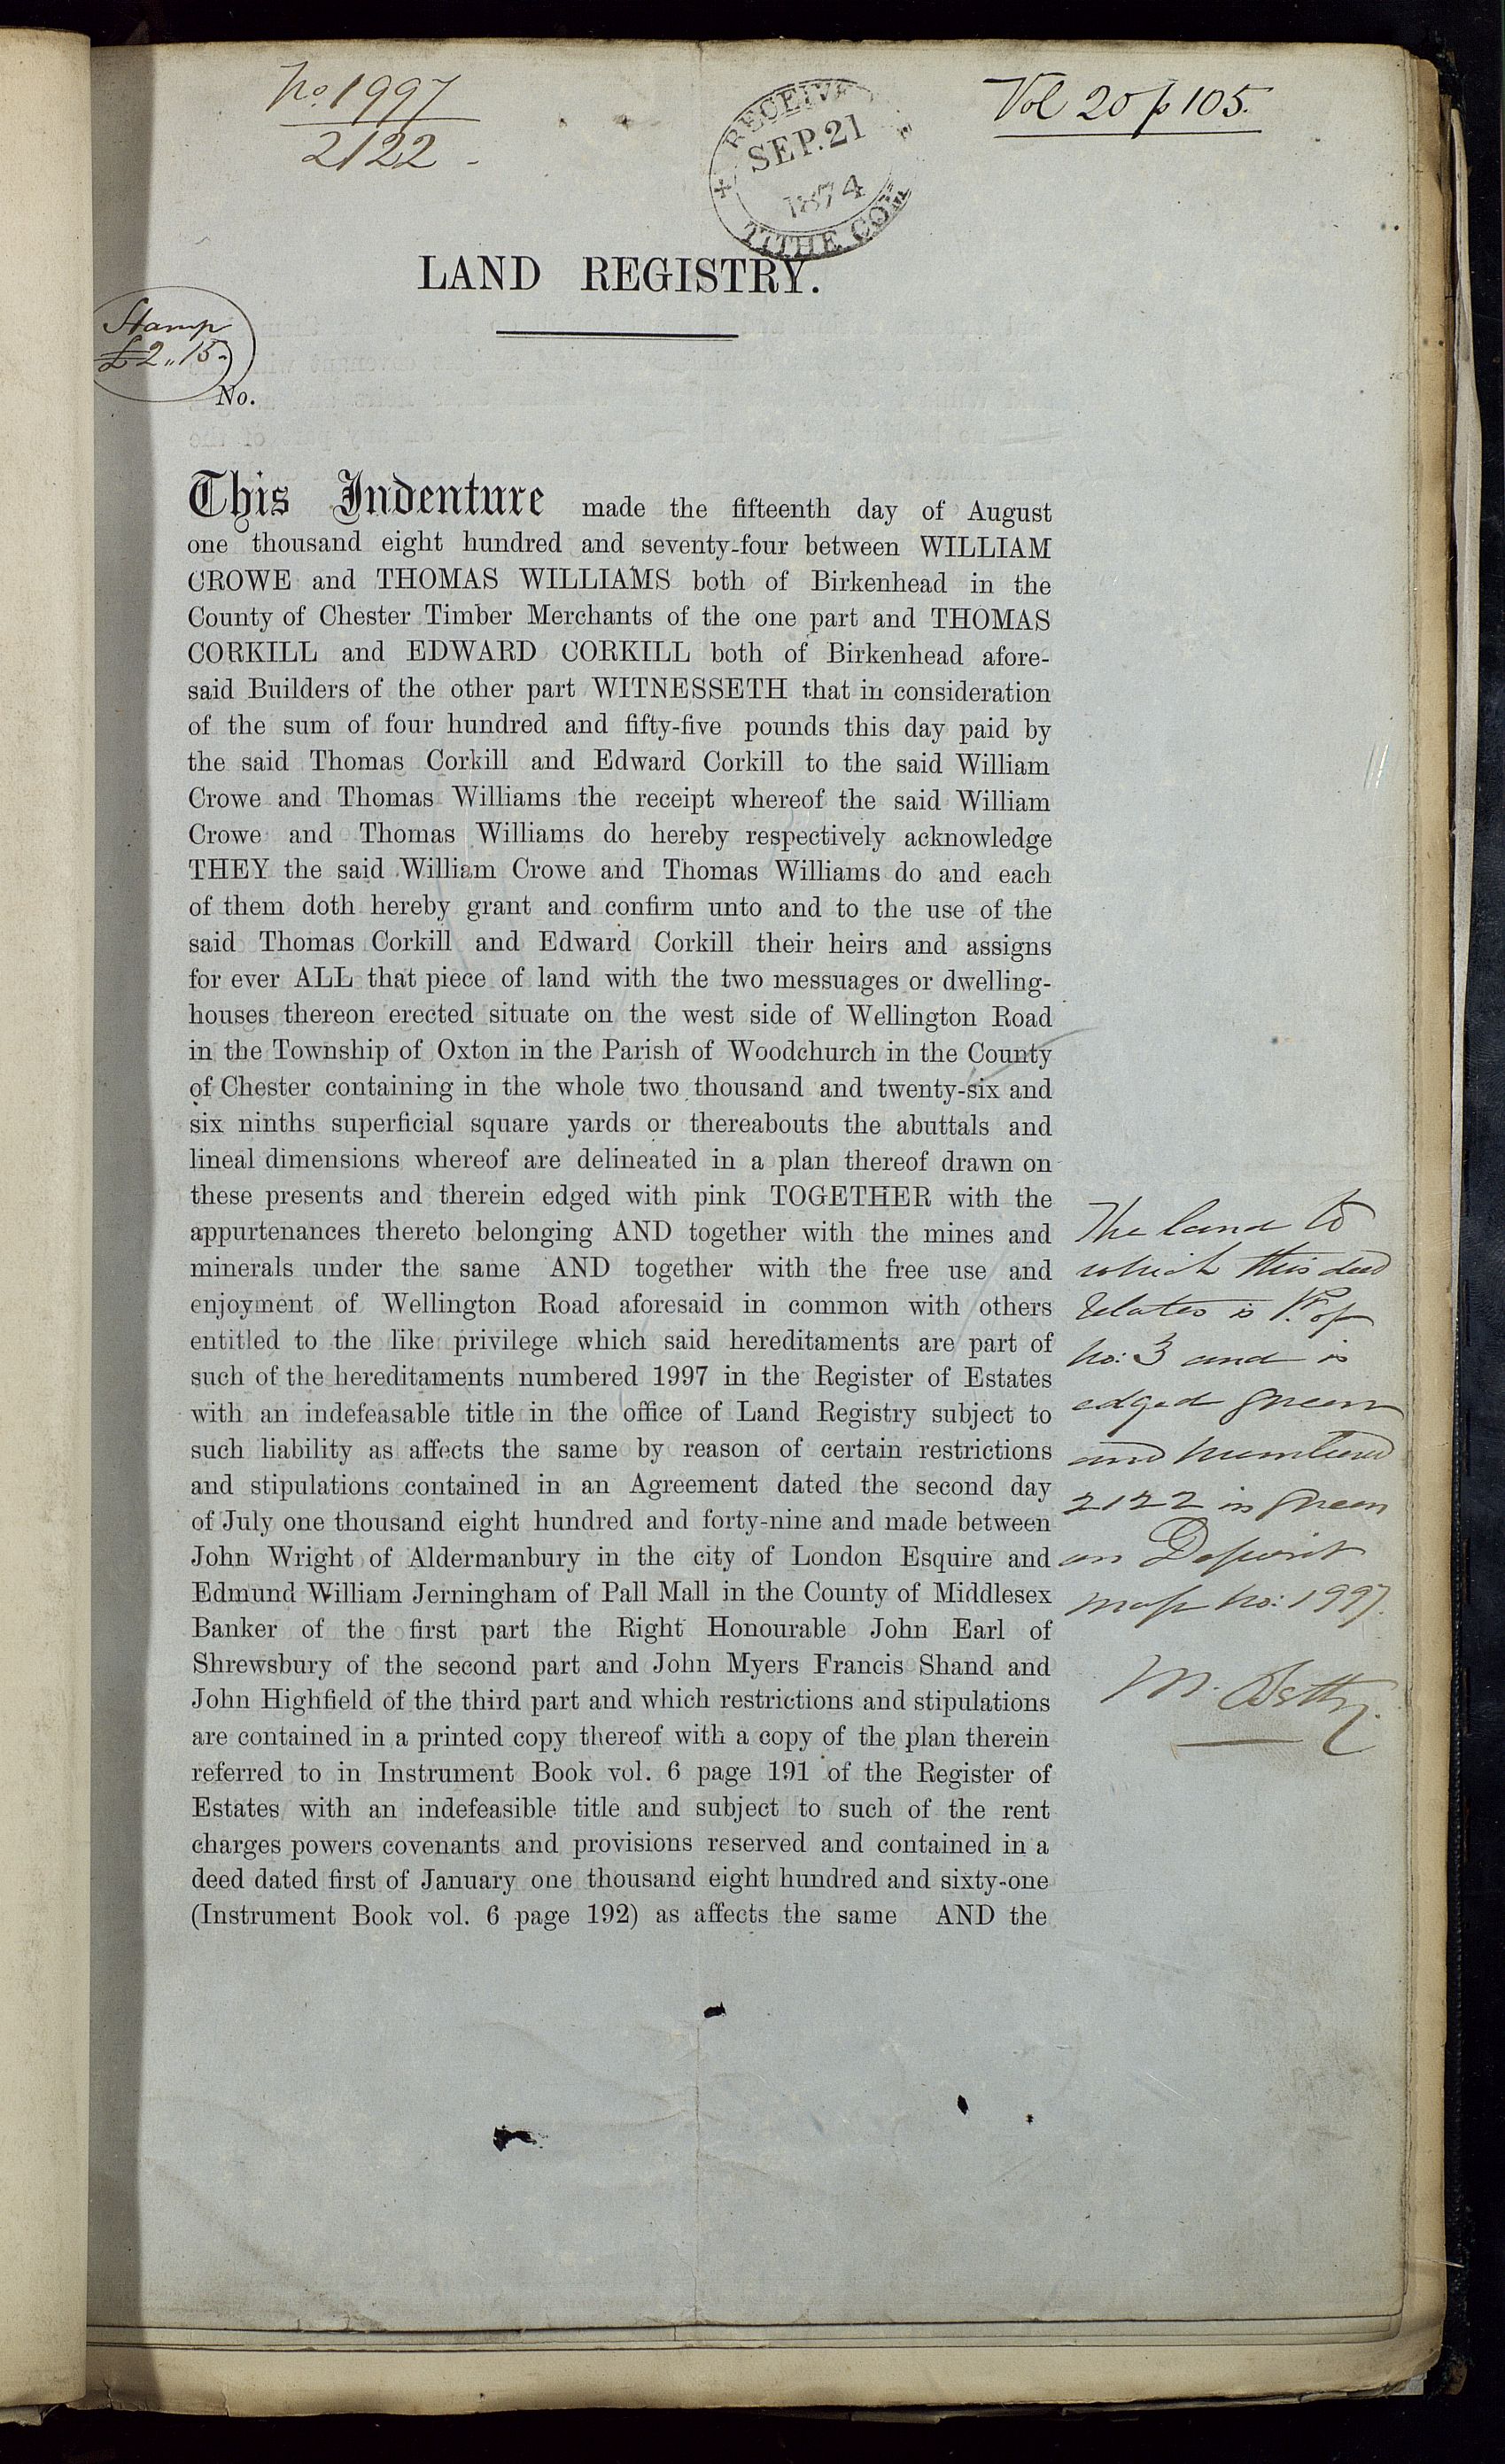 No. 1997
2122
RECEIVE
SEP. 21
1874
TITHE COM
Vol 20 p 105.
LAND REGISTRY.
Stamp
£2 „ 15
No.
This Indenture made the fifteenth day of August
one thousand eight hundred and seventy-four between WILLIAM
CROWE and THOMAS WILLIAMS both of Birkenhead in the
County of Chester Timber Merchants of the one part and THOMAS
CORKILL and EDWARD CORKILL both of Birkenhead afore-
said Builders of the other part WITNESSETH that in consideration
of the sum of four hundred and fifty-five pounds this day paid by
the said Thomas Corkill and Edward Corkill to the said William
Crowe and Thomas Williams the receipt whereof the said William
Crowe and Thomas Williams do hereby respectively acknowledge
THEY the said William Crowe and Thomas Williams do and each
of them doth hereby grant and confirm unto and to the use of the
said Thomas Corkill and Edward Corkill their heirs and assigns
for ever ALL that piece of land with the two messuages or dwelling-
houses thereon erected situate on the west side of Wellington Road
in the Township of Oxton in the Parish of Woodchurch in the County
of Chester containing in the whole two thousand and twenty-six and
six ninths superficial square yards or thereabouts the abuttals and
lineal dimensions whereof are delineated in a plan thereof drawn on
these presents and therein edged with pink TOGETHER with the
appurtenances thereto belonging AND together with the mines and
minerals under the same AND together with the free use and
enjoyment of Wellington Road aforesaid in common with others
entitled to the like privilege which said hereditaments are part of
such of the hereditaments numbered 1997 in the Register of Estates
with an indefeasable title in the office of Land Registry subject to
such liability as affects the same by reason of certain restrictions
and stipulations contained in an Agreement dated the second day
of July one thousand eight hundred and forty-nine and made between
John Wright of Aldermanbury in the city of London Esquire and
Edmund William Jerningham of Pall Mall in the County of Middlesex
Banker of the first part the Right Honourable John Earl of
Shrewsbury of the second part and John Myers Francis Shand and
John Highfield of the third part and which restrictions and stipulations
are contained in a printed copy thereof with a copy of the plan therein
referred to in Instrument Book vol. 6 page 191 of the Register of
Estates with an indefeasible title and subject to such of the rent
charges powers covenants and provisions reserved and contained in a
deed dated first of January one thousand eight hundred and sixty-one
(Instrument Book vol. 6 page 192) as affects the same AND the
The land to
which this deed
relates is Pt. of
No: 3 and is
edged green
and numbered
2122 in green
on Deposit
map No: 1997.
M.